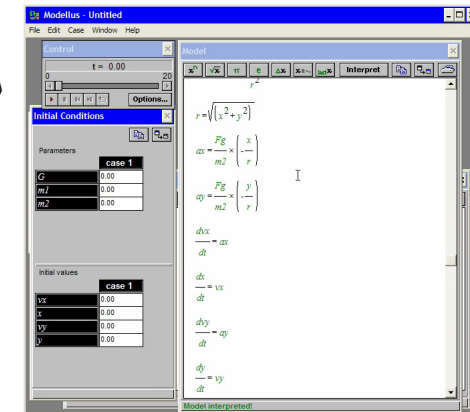 Modellus - Untitled
File Edit Case Window Help
Control
t = 0.00
0 20
Options...
Initial Conditions
Parameters
case 1
G 0.00
m1 0.00
m2 0.00
Initial values
case 1
vx 0.00
x 0.00
vy 0.00
y 0.00
Model
xⁿ √x π e Δx Interpret
r²
r = √(x² + y²)
ax = Fg/m2 × (-x/r)
ay = Fg/m2 × (-y/r)
dvx/dt = ax
dx/dt = vx
dvy/dt = ay
dy/dt = vy
Model interpreted!